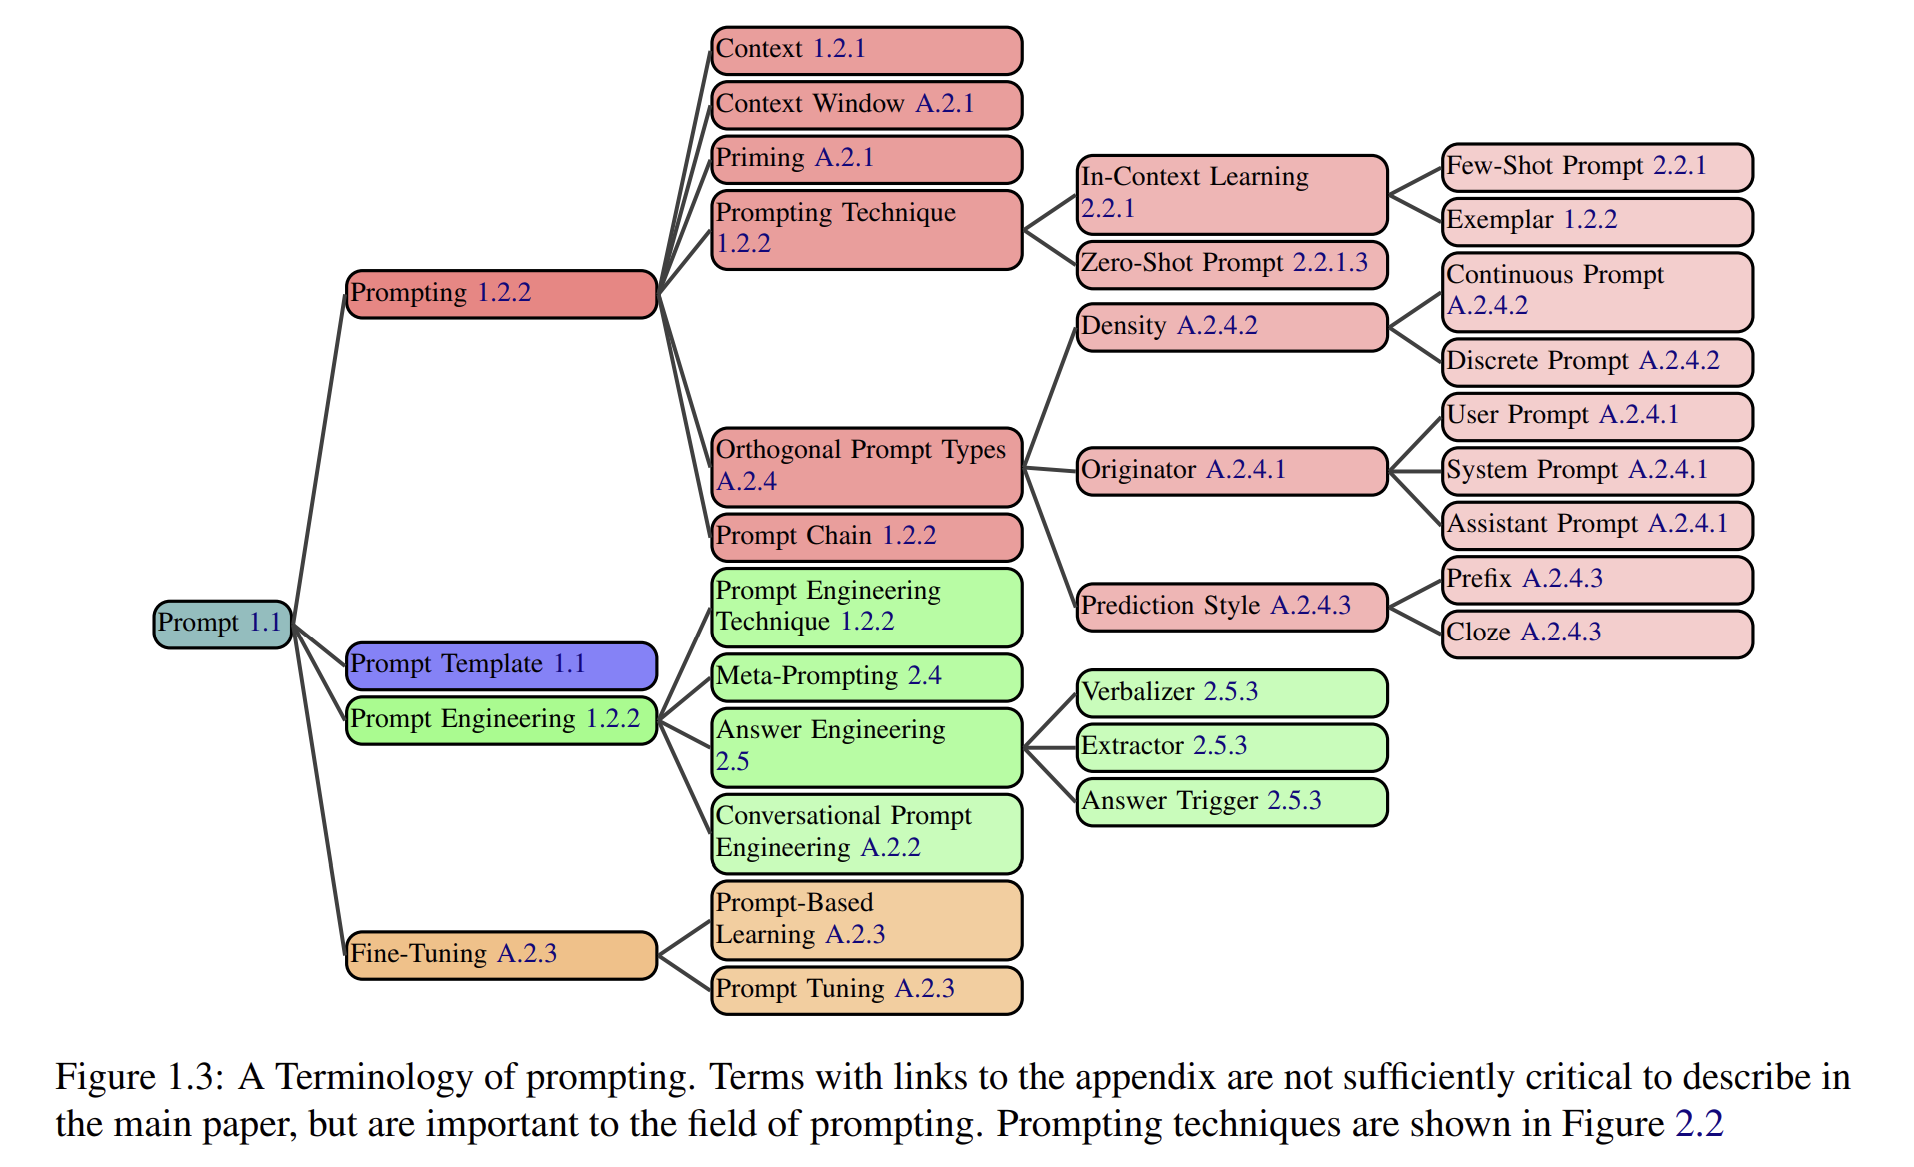 Context 1.2.1
Context Window A.2.1
Priming A.2.1
Prompting Technique
1.2.2
In-Context Learning
2.2.1
Few-Shot Prompt 2.2.1
Exemplar 1.2.2
Zero-Shot Prompt 2.2.1.3
Prompting 1.2.2
Orthogonal Prompt Types
A.2.4
Density A.2.4.2
Continuous Prompt
A.2.4.2
Discrete Prompt A.2.4.2
Originator A.2.4.1
User Prompt A.2.4.1
System Prompt A.2.4.1
Assistant Prompt A.2.4.1
Prediction Style A.2.4.3
Prefix A.2.4.3
Cloze A.2.4.3
Prompt Chain 1.2.2
Prompt 1.1
Prompt Template 1.1
Prompt Engineering 1.2.2
Prompt Engineering
Technique 1.2.2
Meta-Prompting 2.4
Answer Engineering
2.5
Verbalizer 2.5.3
Extractor 2.5.3
Answer Trigger 2.5.3
Conversational Prompt
Engineering A.2.2
Fine-Tuning A.2.3
Prompt-Based
Learning A.2.3
Prompt Tuning A.2.3
Figure 1.3: A Terminology of prompting. Terms with links to the appendix are not sufficiently critical to describe in
the main paper, but are important to the field of prompting. Prompting techniques are shown in Figure 2.2